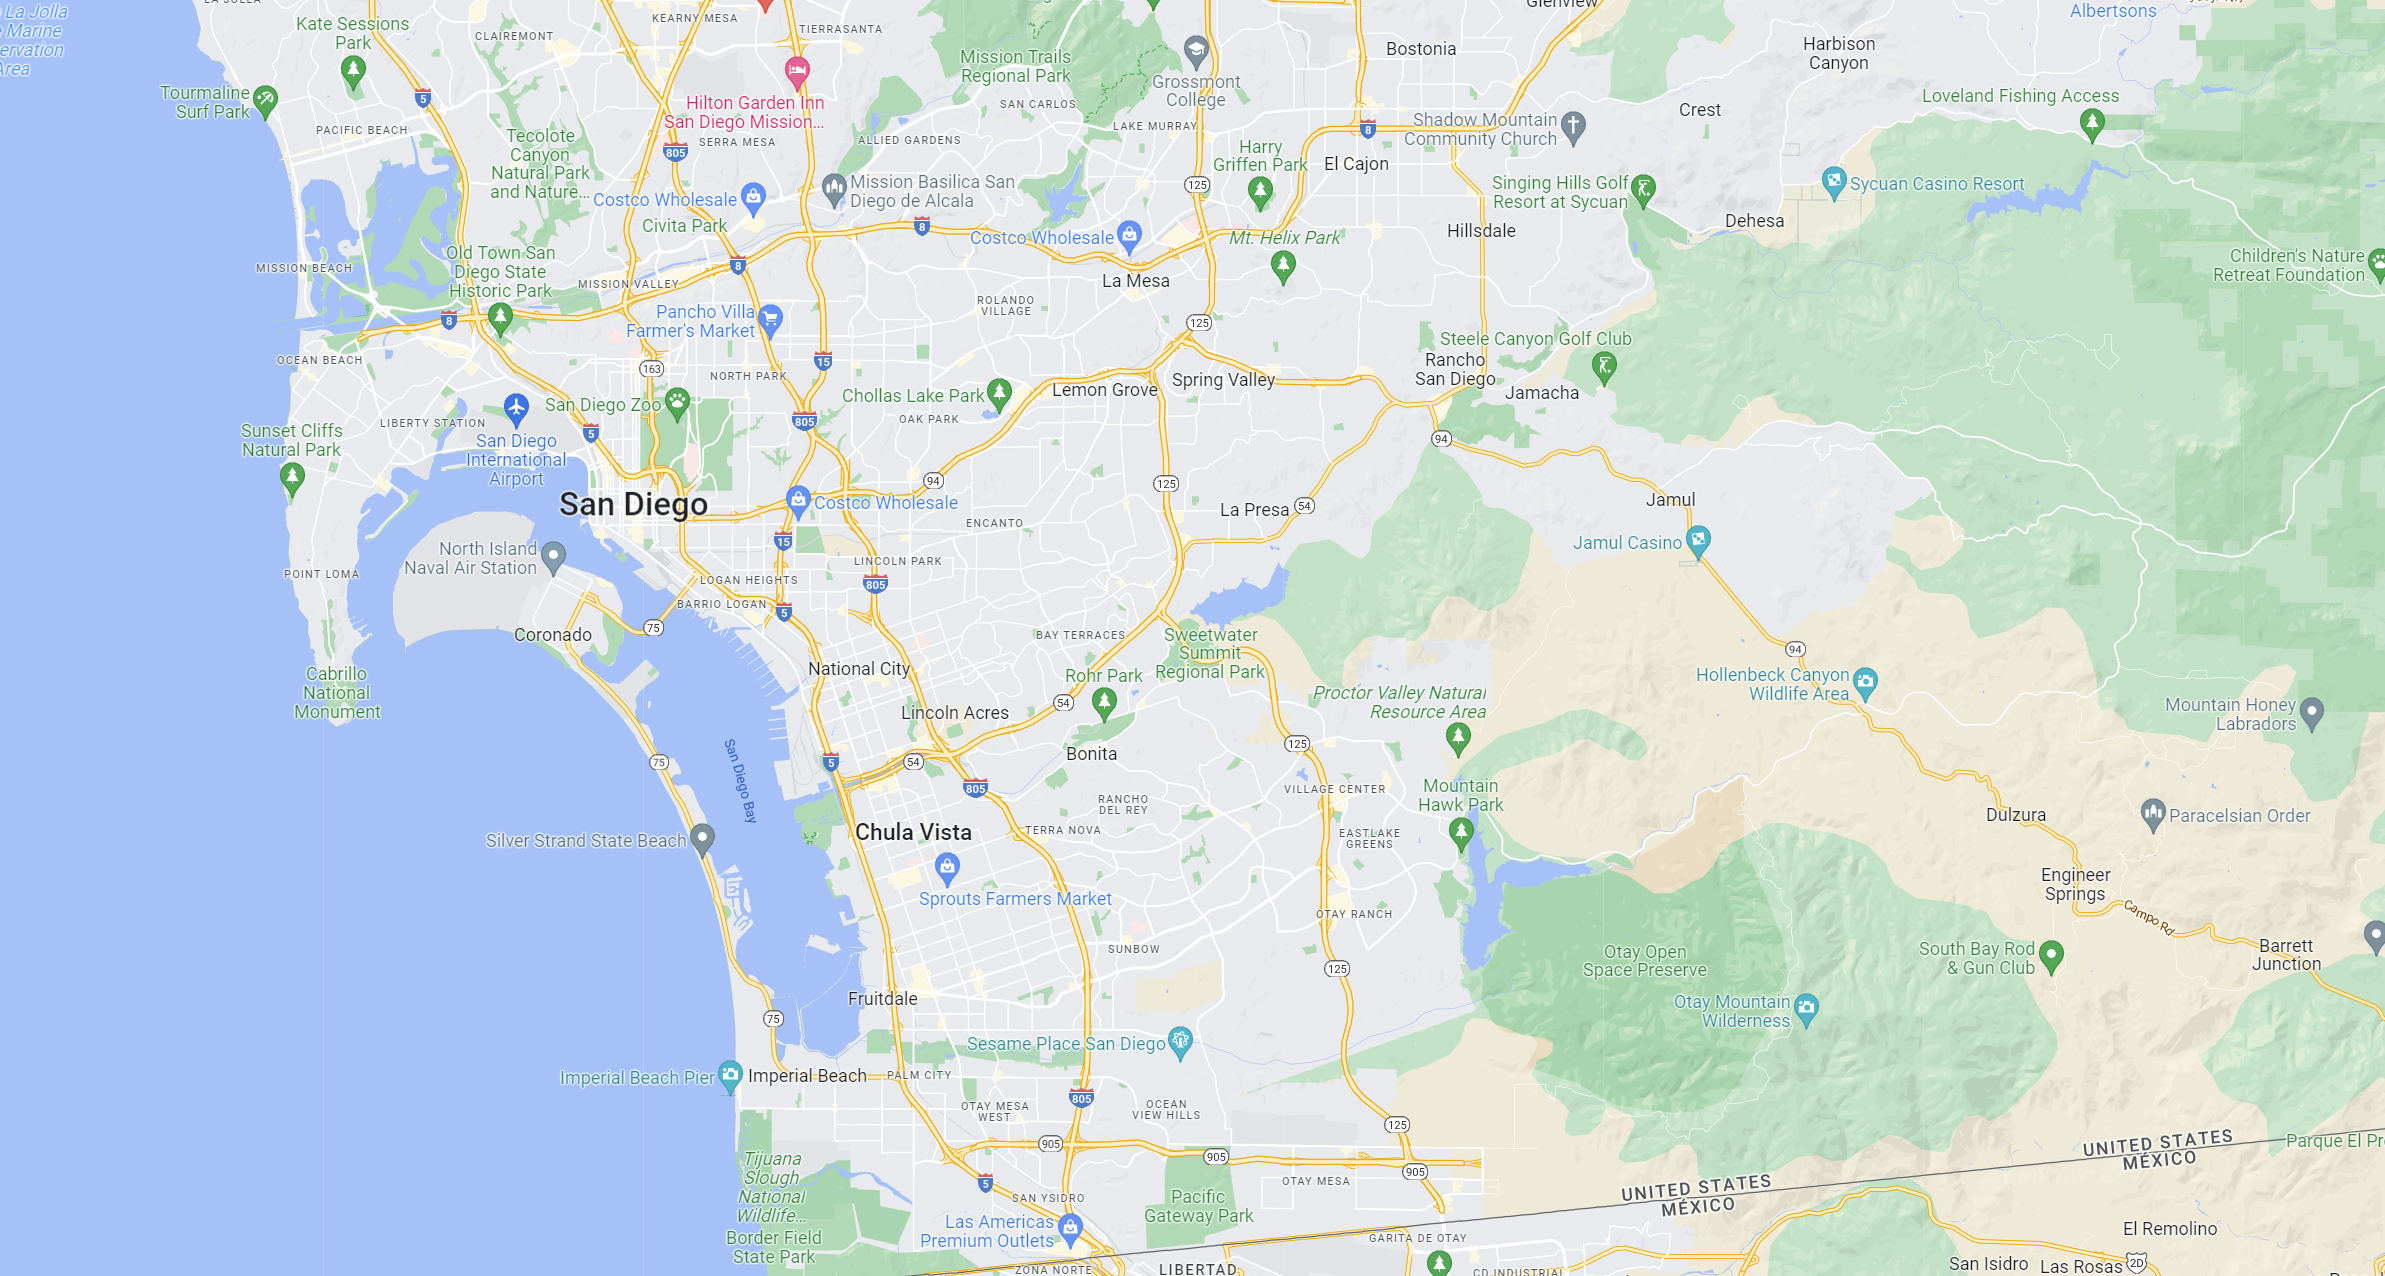 La Jolla
Marine
ervation
Area
Kate Sessions
Park
CLAIREMONT
KEARNY MESA
TIERRASANTA
Mission Trails
Regional Park
Grossmont
College
Bostonia
Glenview
Albertsons
Harbison
Canyon
Tourmaline
Surf Park
5
Hilton Garden Inn
San Diego Mission...
SAN CARLOS
LAKE MURRAY
Crest
Loveland Fishing Access
PACIFIC BEACH
Tecolote
Canyon
Natural Park
and Nature...
805
SERRA MESA
ALLIED GARDENS
Harry
Griffen Park
8
El Cajon
Shadow Mountain
Community Church
Costco Wholesale
Civita Park
Mission Basilica San
Diego de Alcala
125
Singing Hills Golf
Resort at Sycuan
Sycuan Casino Resort
Dehesa
Hillsdale
8
Costco Wholesale
Mt. Helix Park
La Mesa
Children's Nature
Retreat Foundation
MISSION BEACH
Old Town San
Diego State
Historic Park
8
MISSION VALLEY
8
Pancho Villa
Farmer's Market
ROLANDO
VILLAGE
125
Steele Canyon Golf Club
Rancho
San Diego
Jamacha
OCEAN BEACH
163
15
NORTH PARK
Chollas Lake Park
OAK PARK
Lemon Grove
Spring Valley
San Diego Zoo
LIBERTY STATION
5
805
San Diego
International
Airport
Sunset Cliffs
Natural Park
94
San Diego
Costco Wholesale
94
125
La Presa
54
Jamul
Jamul Casino
ENCANTO
15
North Island
Naval Air Station
POINT LOMA
LOGAN HEIGHTS
LINCOLN PARK
805
BARRIO LOGAN
5
75
Coronado
BAY TERRACES
Sweetwater
Summit
Regional Park
94
National City
Rohr Park
Cabrillo
National
Monument
Hollenbeck Canyon
Wildlife Area
Proctor Valley Natural
Resource Area
Mountain Honey
Labradors
Lincoln Acres
54
Bonita
125
75
San Diego Bay
5
54
805
VILLAGE CENTER
Mountain
Hawk Park
RANCHO
DEL REY
Dulzura
Paracelsian Order
Chula Vista
TERRA NOVA
EASTLAKE
GREENS
Silver Strand State Beach
Sprouts Farmers Market
Engineer
Springs
Campo Rd
OTAY RANCH
SUNBOW
Otay Open
Space Preserve
South Bay Rod
& Gun Club
Barrett
Junction
125
Fruitdale
Otay Mountain
Wilderness
75
Sesame Place San Diego
Imperial Beach Pier
Imperial Beach
PALM CITY
OTAY MESA
WEST
805
OCEAN
VIEW HILLS
125
905
905
905
UNITED STATES
MÉXICO
Parque El Pr
Tijuana
Slough
National
Wildlife...
5
SAN YSIDRO
Pacific
Gateway Park
OTAY MESA
UNITED STATES
MÉXICO
Las Americas
Premium Outlets
Border Field
State Park
GARITA DE OTAY
El Remolino
ZONA NORTE
LIBERTAD
CD INDUSTRIAL
San Isidro
Las Rosas
2D